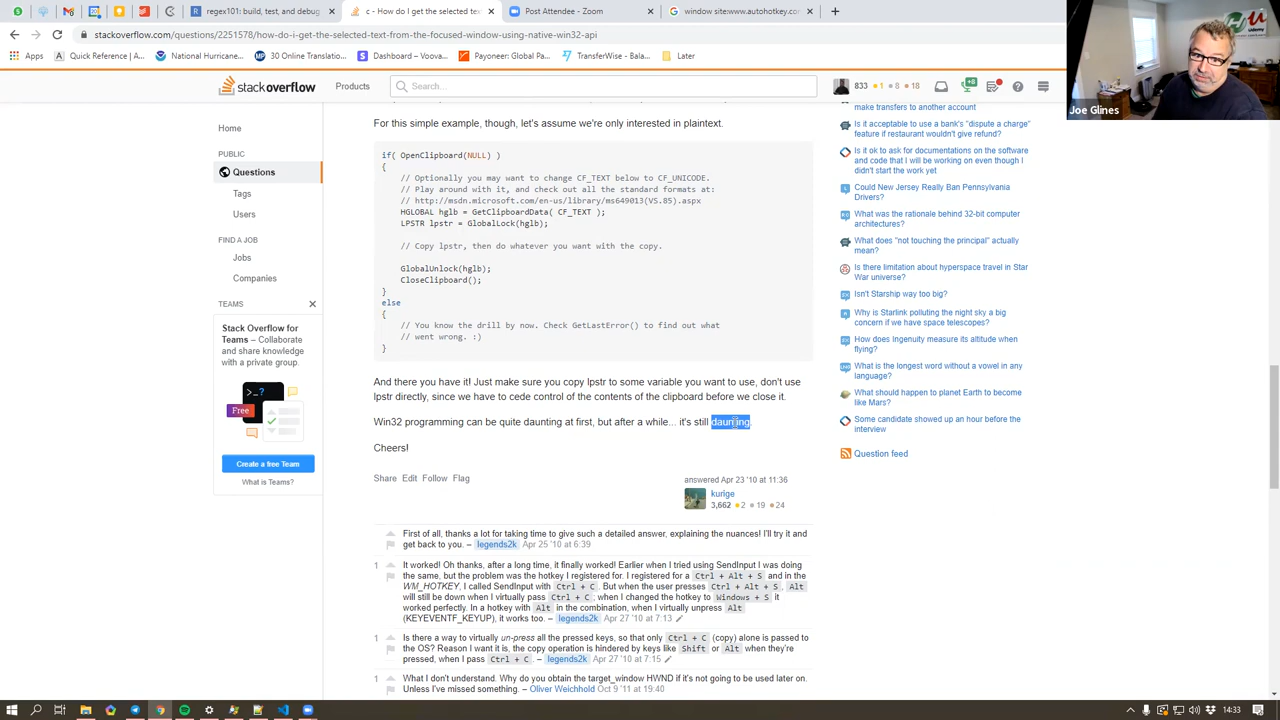 regex101: build, test, and debug
c - How do I get the selected text
Post Attendee - Zoom
window site:www.autohotkey.co
stackoverflow.com/questions/2251578/how-do-i-get-the-selected-text-from-the-focused-window-using-native-win32-api
Apps
Quick Reference | A...
National Hurricane...
30 Online Visual Web...
Dashboard – Voova...
Payoneer Global Pay...
TransferWise - Bala...
Later
stackoverflow
Products
Search...
833
1
8
18
+8
Joe Glines
Home
PUBLIC
Questions
Tags
Users
FIND A JOB
Jobs
Companies
TEAMS
Stack Overflow for
Teams – Collaborate
and share knowledge
with a private group.
Free
Create a free Team
What is Teams?
For a simple example, though, let's assume we're only interested in plaintext.
if( OpenClipboard(NULL) )
{
// Optionally you may want to change CF_TEXT below to CF_UNICODE.
// Play around with it, and check out all the standard formats at:
// http://msdn.microsoft.com/en-us/library/ms649013(VS.85).aspx
HGLOBAL hglb = GetClipboardData( CF_TEXT );
LPSTR lpstr = GlobalLock(hglb);
// Copy lpstr, then do whatever you want with the copy.
GlobalUnlock(hglb);
CloseClipboard();
}
else
{
// You know the drill by now. Check GetLastError() to find out what
// went wrong. :)
}
And there you have it! Just make sure you copy lpstr to some variable you want to use, don't use
lpstr directly, since we have to cede control of the contents of the clipboard before we close it.
Win32 programming can be quite daunting at first, but after a while... it's still daunting.
Cheers!
Share Edit Follow Flag
answered Apr 23 '10 at 11:36
kurige
3,662 2 19 24
First of all, thanks a lot for taking time to give such a detailed answer, explaining the nuances! I'll try it and
get back to you. – legends2k Apr 25 '10 at 6:39
1 It worked! Oh thanks, after a long time, it finally worked! Earlier when I tried using SendInput I was doing
the same, but the problem was the hotkey I registered for. I registered for a Ctrl + Alt + S and in the
WM_HOTKEY, I called SendInput with Ctrl + C. But when the user presses Ctrl + Alt + S, Alt
will still be down when I virtually pass Ctrl + C; when I changed the hotkey to Windows + S it
worked perfectly. In a hotkey with Alt in the combination, when I virtually unpress Alt
(KEYEVENTF_KEYUP), it works too. – legends2k Apr 27 '10 at 7:13
1 Is there a way to virtually un-press all the pressed keys, so that only Ctrl + C (copy) alone is passed to
the OS? Reason I want it is, the copy operation is hindered by keys like Shift or Alt when they're
pressed, when I pass Ctrl + C. – legends2k Apr 27 '10 at 7:15
1 What I don't understand. Why do you obtain the target_window HWND if it's not going to be used later on.
Unless I've missed something. – Oliver Weichhold Oct 9 '11 at 19:40
make transfers to another account
Is it acceptable to use a bank's "dispute a charge"
feature if restaurant wouldn't give refund?
Is it ok to ask for documentations on the software
and code that I will be working on even though I
didn't start the work yet
Could New Jersey Really Ban Pennsylvania
Drivers?
What was the rationale behind 32-bit computer
architectures?
What does "not touching the principal" actually
mean?
Is there limitation about hyperspace travel in Star
War universe?
Isn't Starship way too big?
Why is Starlink polluting the night sky a big
concern if we have space telescopes?
How does Ingenuity measure its altitude when
flying?
What is the longest word without a vowel in any
language?
What should happen to planet Earth to become
like Mars?
Some candidate showed up an hour before the
interview
Question feed
14:33